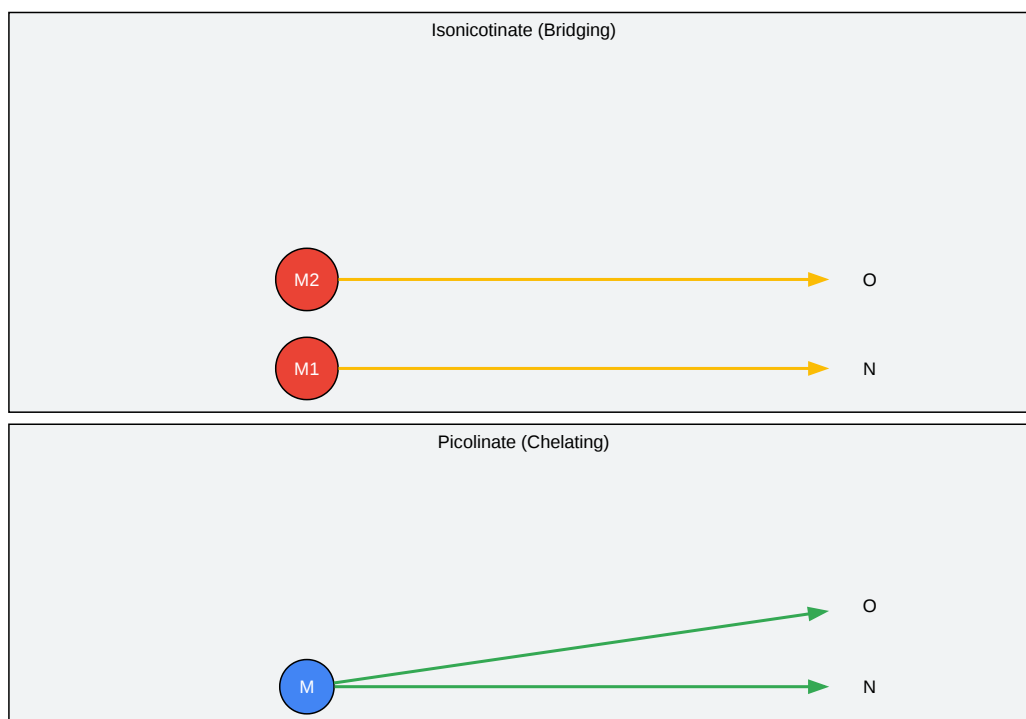 Isonicotinate (Bridging)
M2
O
M1
N
Picolinate (Chelating)
O
M
N